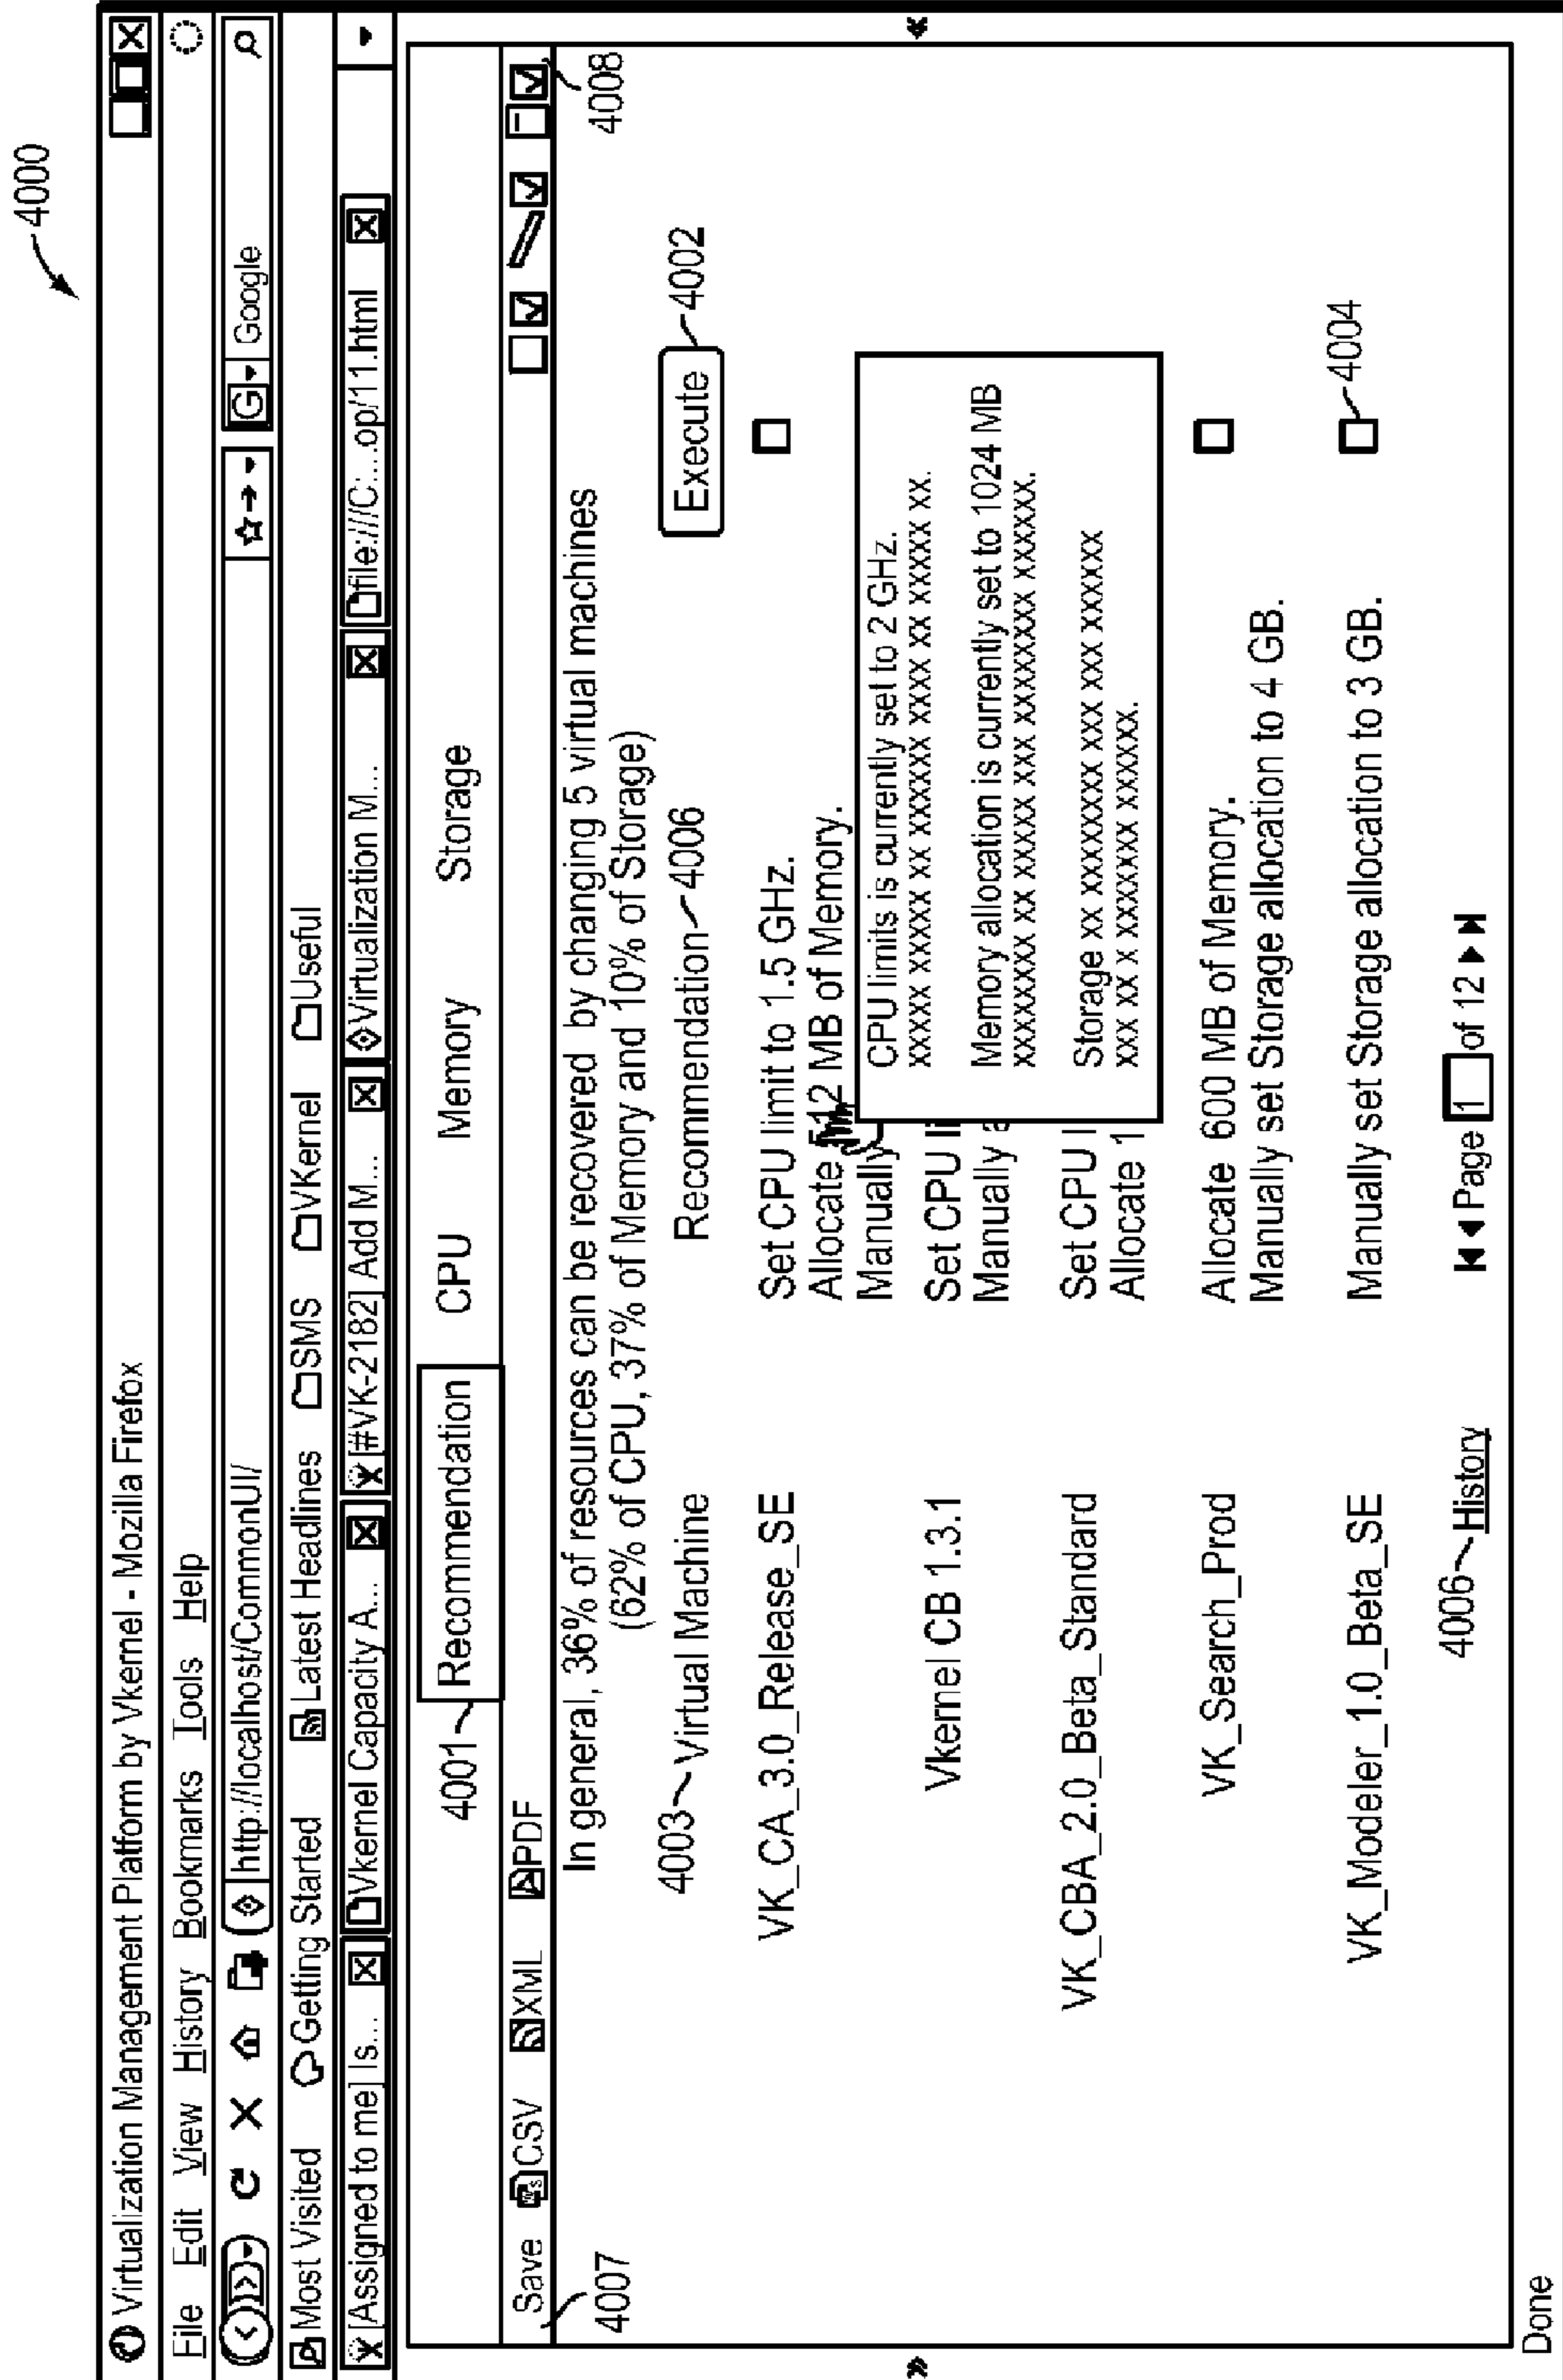 4000
Virtualization Management Platform by Vkernel - Mozilla Firefox
File Edit View History Bookmarks Tools Help
http://localhost/CommonUI/ G Google
Most Visited Getting Started Latest Headlines SMS VKernel Useful
[Assigned to me] Is... Vkernel Capacity A... [#VK-2182] Add M... Virtualization M... file:///C:...op/11.html
4001 Recommendation CPU Memory Storage
Save CSV XML PDF
4007
4008
In general, 36% of resources can be recovered by changing 5 virtual machines
(62% of CPU, 37% of Memory and 10% of Storage)
4003 Virtual Machine Recommendation 4006 Execute 4002
VK_CA_3.0_Release_SE Set CPU limit to 1.5 GHz.
Allocate 512 MB of Memory.
Manually
CPU limits is currently set to 2 GHz.
xxxxx xxxxx xx xxxxxx xxxx xx xxxxx xx.
Memory allocation is currently set to 1024 MB
xxxxxxx xx xxxxx xxx xxxxxxxx xxxxxx.
Storage xx xxxxxxxx xxx xxx xxxxxx
xxx xx x xxxxxxx xxxxx.
Vkernel CB 1.3.1 Set CPU li
Manually a
VK_CBA_2.0_Beta_Standard Set CPU l
Allocate 1
VK_Search_Prod Allocate 600 MB of Memory.
Manually set Storage allocation to 4 GB.
VK_Modeler_1.0_Beta_SE Manually set Storage allocation to 3 GB.
4004
4006 History Page 1 of 12
Done